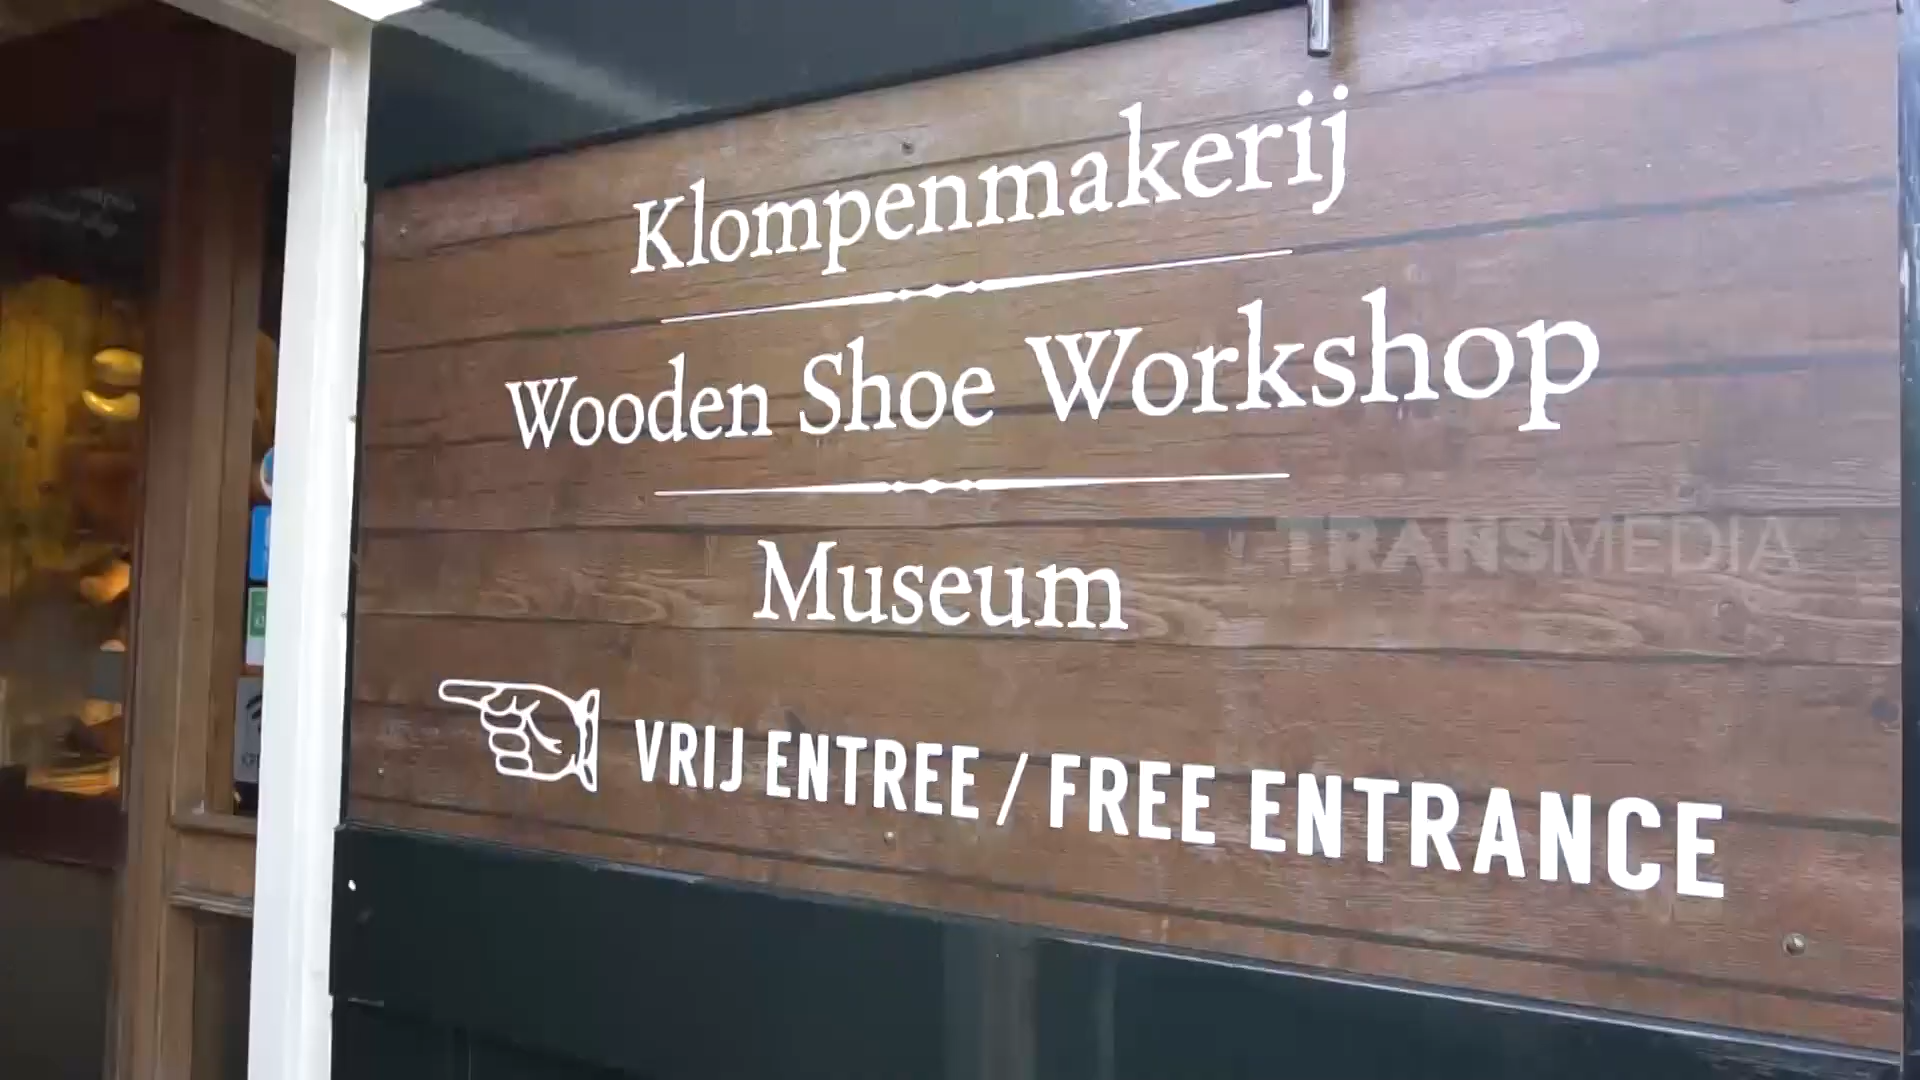 Klompenmakerij
Wooden Shoe Workshop
Museum
TRANSMEDIA
VRIJ ENTREE / FREE ENTRANCE